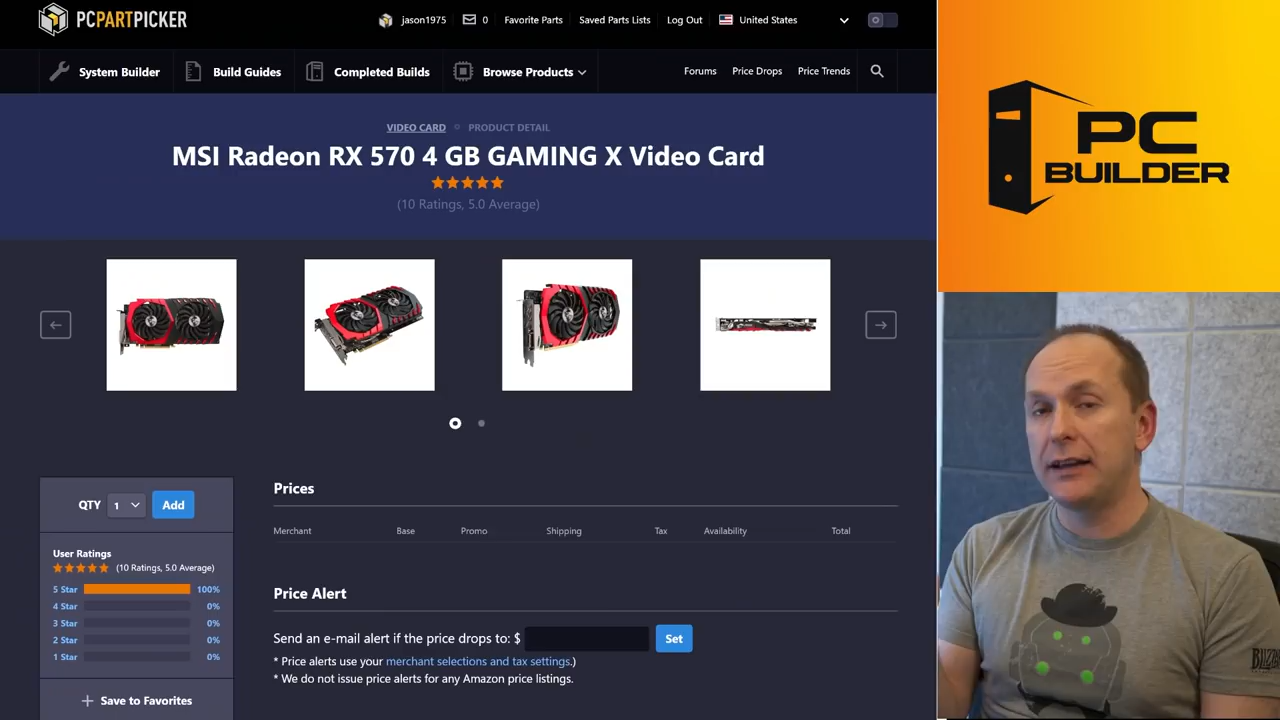 PCPARTPICKER
jason1975
0
Favorite Parts
Saved Parts Lists
Log Out
United States
System Builder
Build Guides
Completed Builds
Browse Products
Forums
Price Drops
Price Trends
VIDEO CARD
PRODUCT DETAIL
MSI Radeon RX 570 4 GB GAMING X Video Card
(10 Ratings, 5.0 Average)
QTY
1
Add
User Ratings
(10 Ratings, 5.0 Average)
5 Star 100%
4 Star 0%
3 Star 0%
2 Star 0%
1 Star 0%
+ Save to Favorites
Prices
Merchant Base Promo Shipping Tax Availability Total
Price Alert
Send an e-mail alert if the price drops to: $
Set
* Price alerts use your merchant selections and tax settings.)
* We do not issue price alerts for any Amazon price listings.
PC
BUILDER